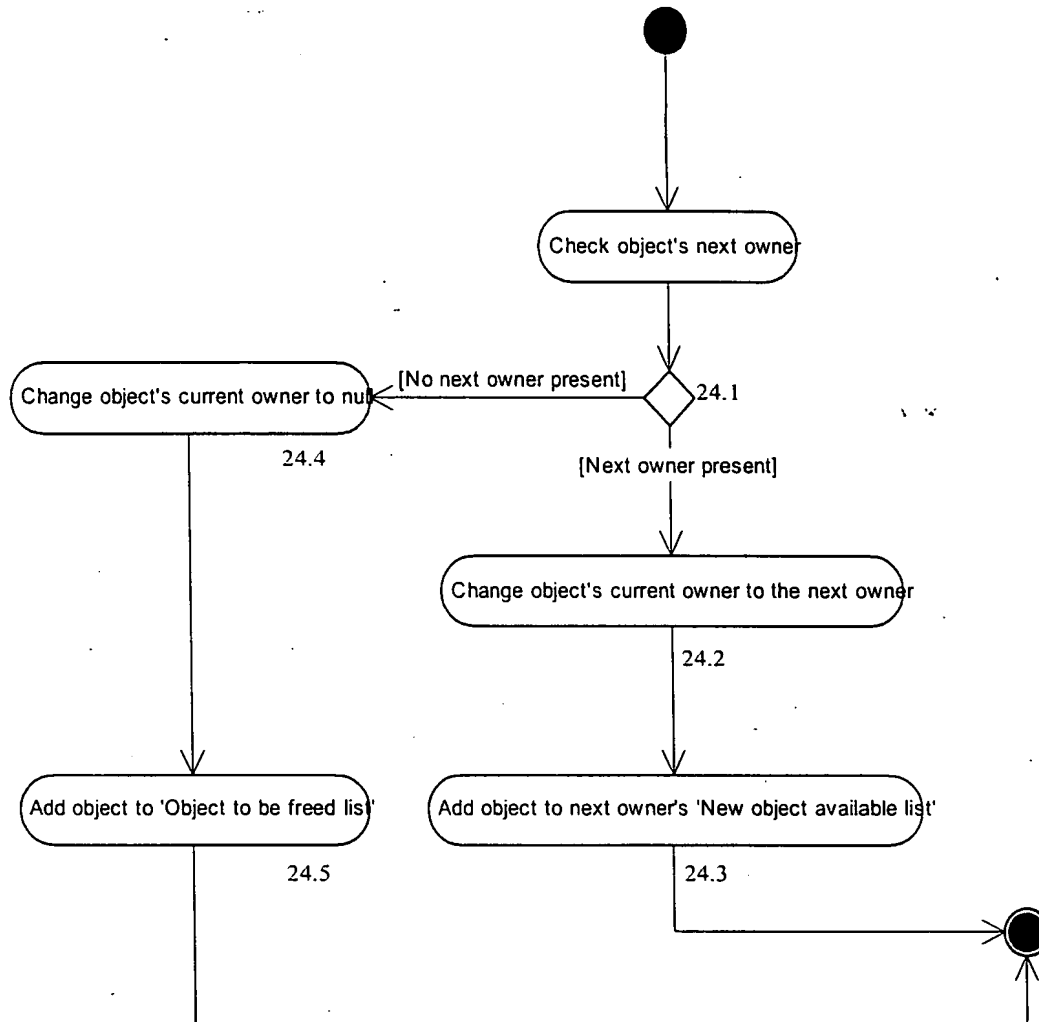 Check object's next owner
24.1
[No next owner present]
Change object's current owner to null
24.4
[Next owner present]
Change object's current owner to the next owner
24.2
Add object to 'Object to be freed list'
24.5
Add object to next owner's 'New object available list'
24.3